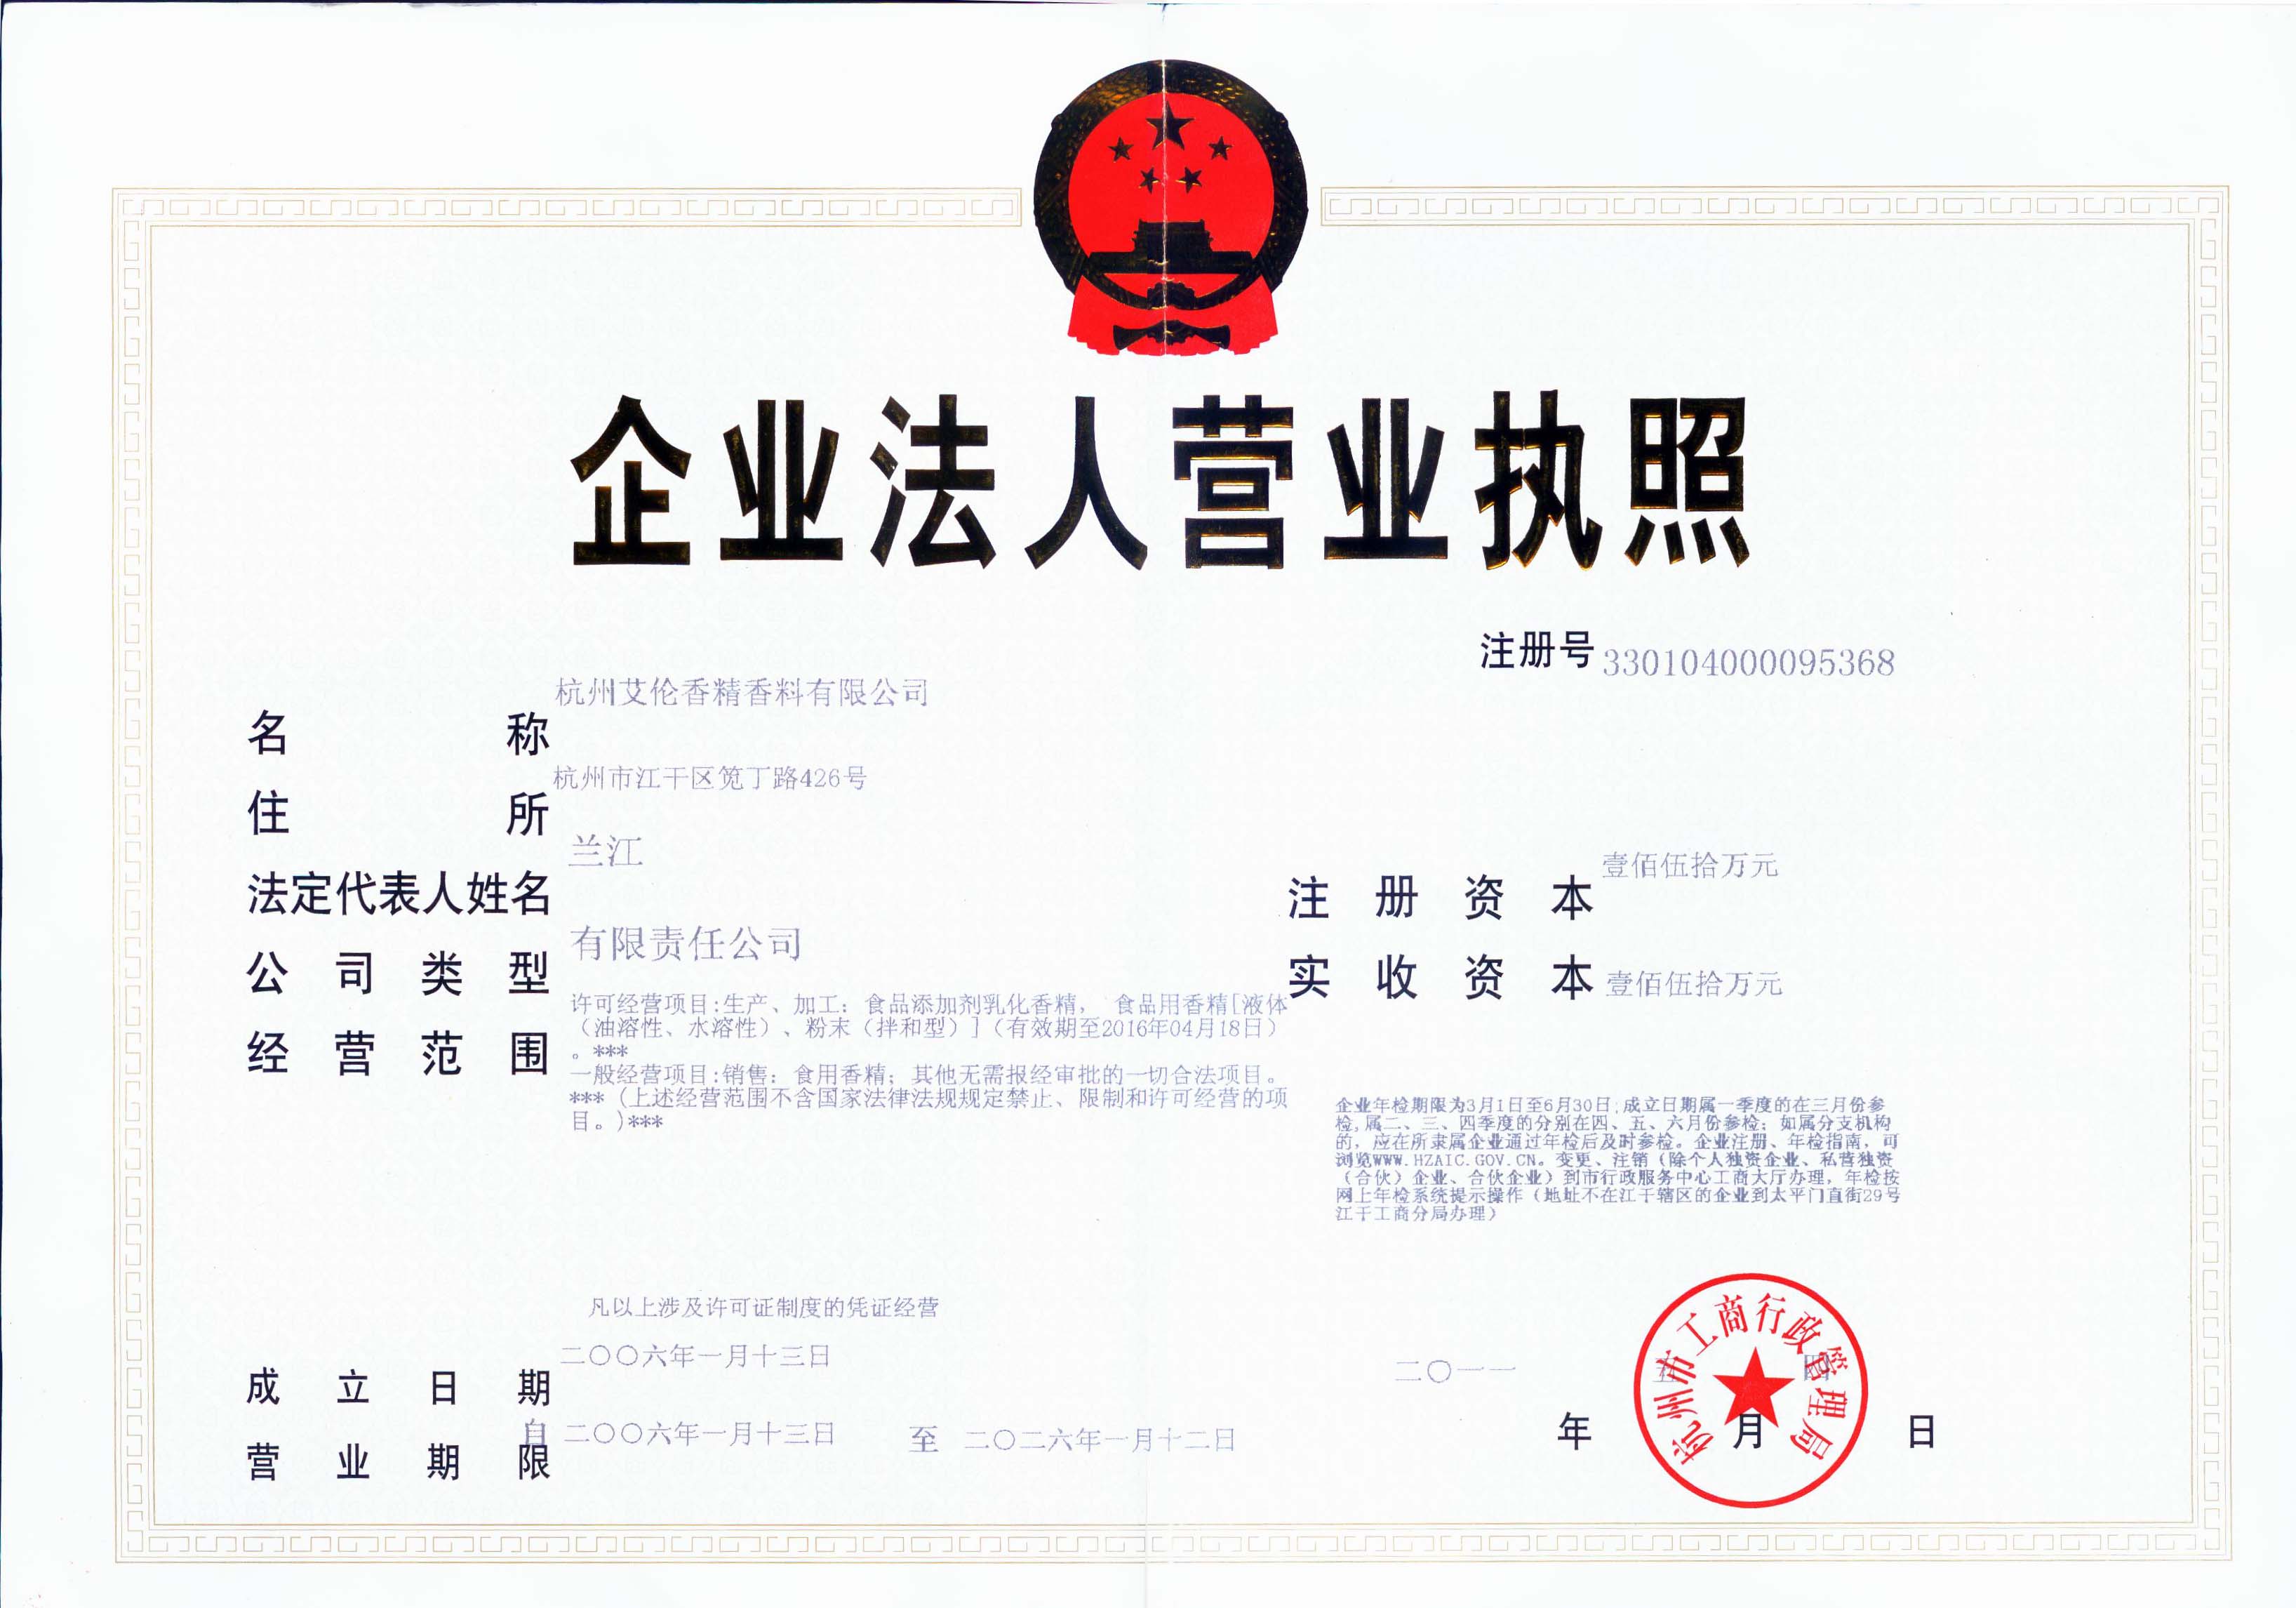 企业法人营业执照
注册号 330104000095368
名称 杭州艾伦香精香料有限公司
住所 杭州市江干区笕丁路426号
法定代表人姓名 兰江
注册资本 壹佰伍拾万元
公司类型 有限责任公司
实收资本 壹佰伍拾万元
经营范围
许可经营项目:生产、加工：食品添加剂乳化香精， 食品用香精[液体
（油溶性、水溶性）、粉末（拌和型）]（有效期至2016年04月18日）
。***
一般经营项目:销售：食用香精；其他无需报经审批的一切合法项目。
***（上述经营范围不含国家法律法规规定禁止、限制和许可经营的项
目。)***
企业年检期限为3月1日至6月30日;成立日期属一季度的在三月份参
检,属二、三、四季度的分别在四、五、六月份参检；如属分支机构
的，应在所隶属企业通过年检后及时参检。企业注册、年检指南，可
浏览WWW.HZAIC.GOV.CN。变更、注销（除个人独资企业、私营独资
（合伙）企业、合伙企业）到市行政服务中心工商大厅办理，年检按
网上年检系统提示操作（地址不在江干辖区的企业到太平门直街29号
江干工商分局办理）
凡以上涉及许可证制度的凭证经营
成立日期 二〇〇六年一月十三日
营业期限 自 二〇〇六年一月十三日 至 二〇二六年一月十二日
二〇一一 年 五 月 四 日
杭州市工商行政管理局